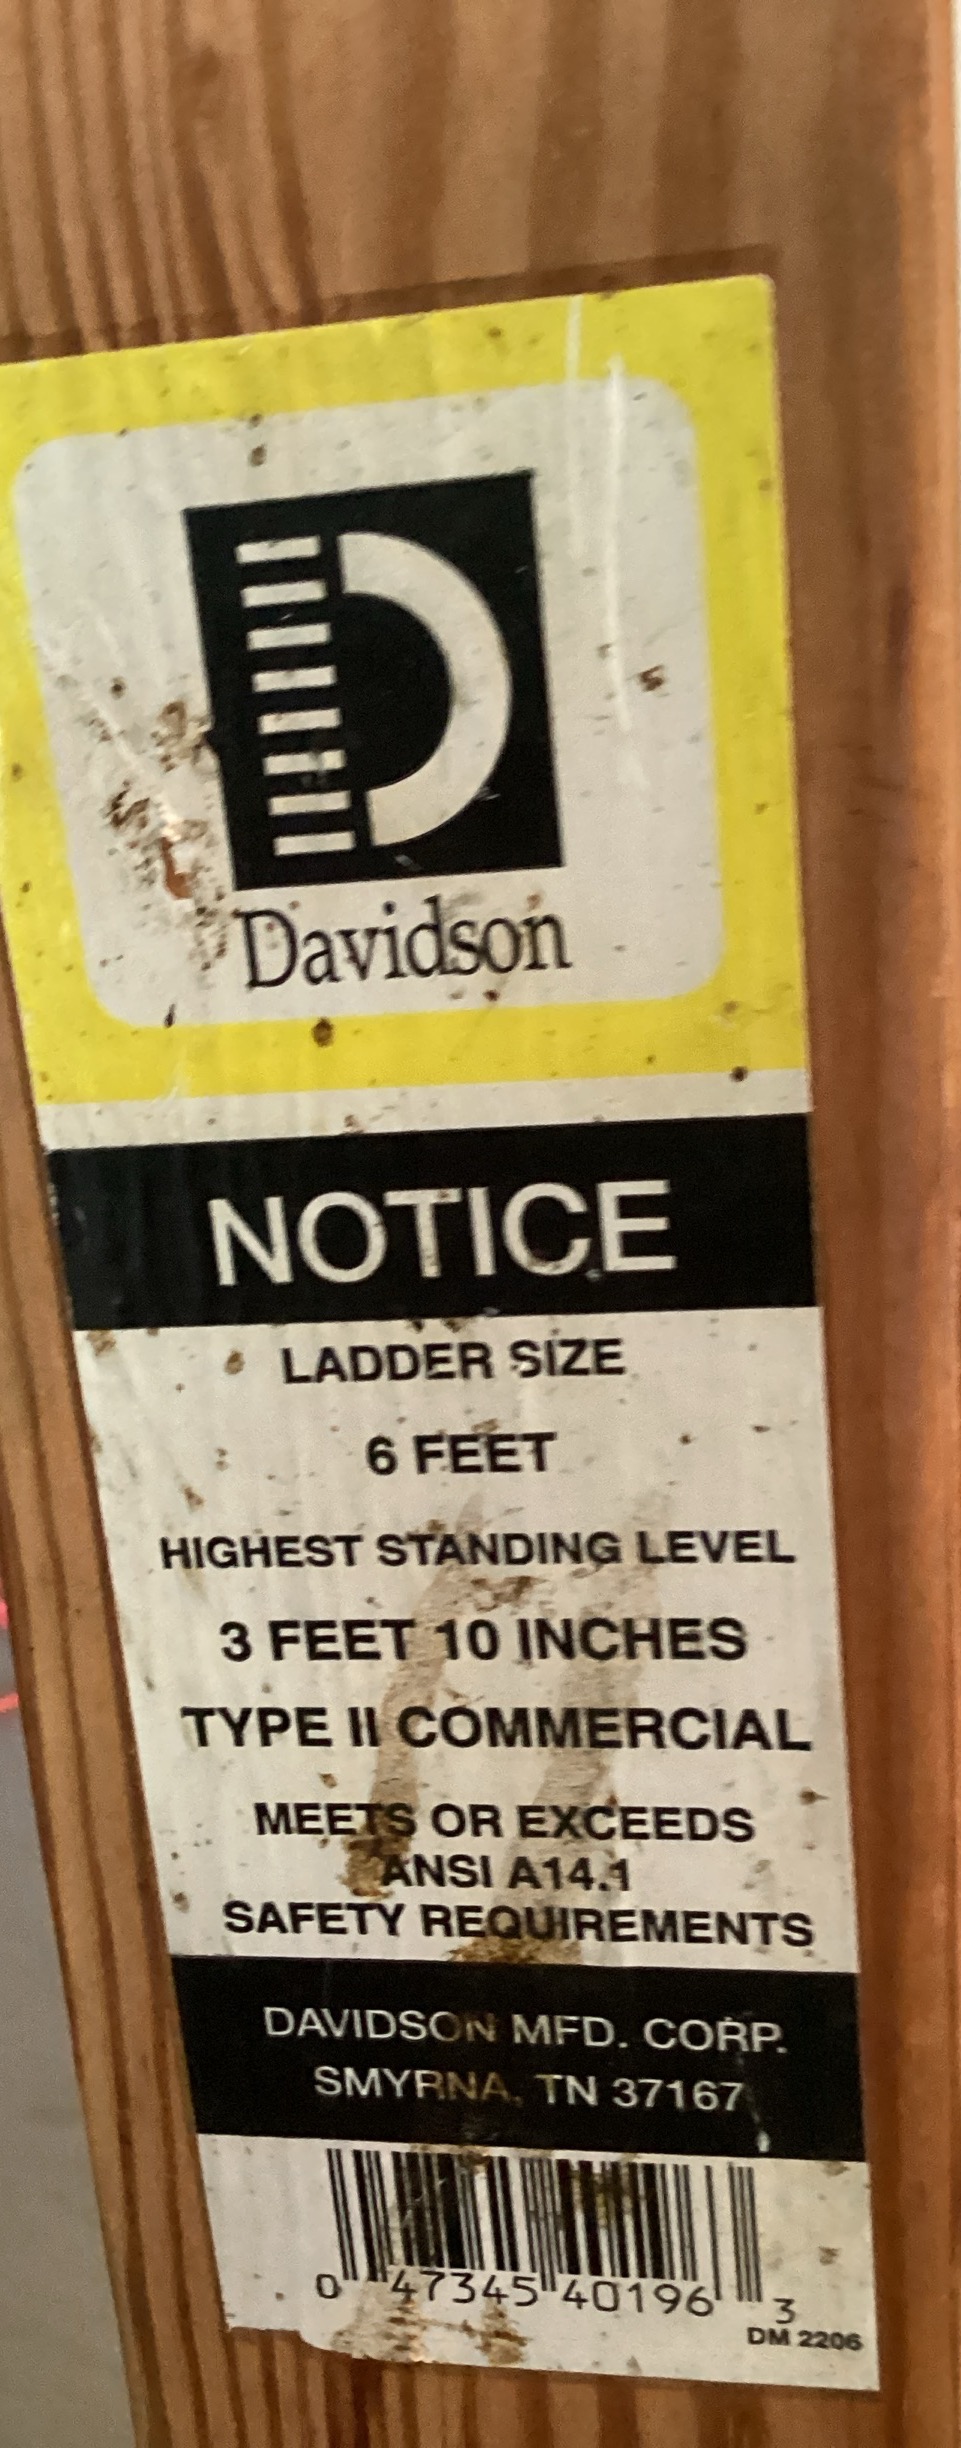 Davidson
NOTICE
LADDER SIZE
6 FEET
HIGHEST STANDING LEVEL
3 FEET 10 INCHES
TYPE II COMMERCIAL
MEETS OR EXCEEDS
ANSI A14.1
SAFETY REQUIREMENTS
DAVIDSON MFD. CORP.
SMYRNA, TN 37167
0 47345 40196 3
DM 2206